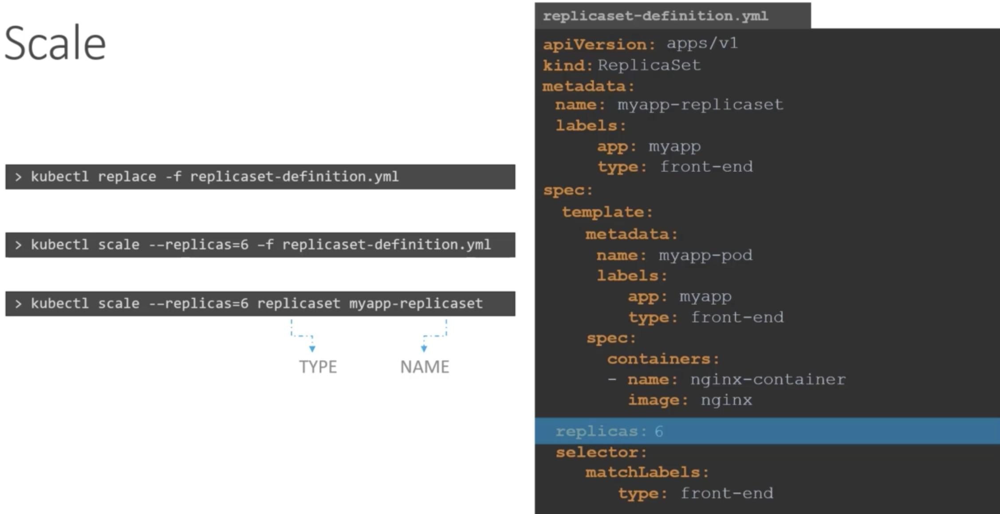 Scale
> kubectl replace -f replicaset-definition.yml
> kubectl scale --replicas=6 –f replicaset-definition.yml
> kubectl scale --replicas=6 replicaset myapp-replicaset
TYPE NAME
replicaset-definition.yml
apiVersion: apps/v1
kind: ReplicaSet
metadata:
  name: myapp-replicaset
  labels:
      app: myapp
      type: front-end
spec:
  template:
    metadata:
      name: myapp-pod
      labels:
        app: myapp
        type: front-end
    spec:
      containers:
      - name: nginx-container
        image: nginx
  replicas: 6
  selector:
    matchLabels:
       type: front-end